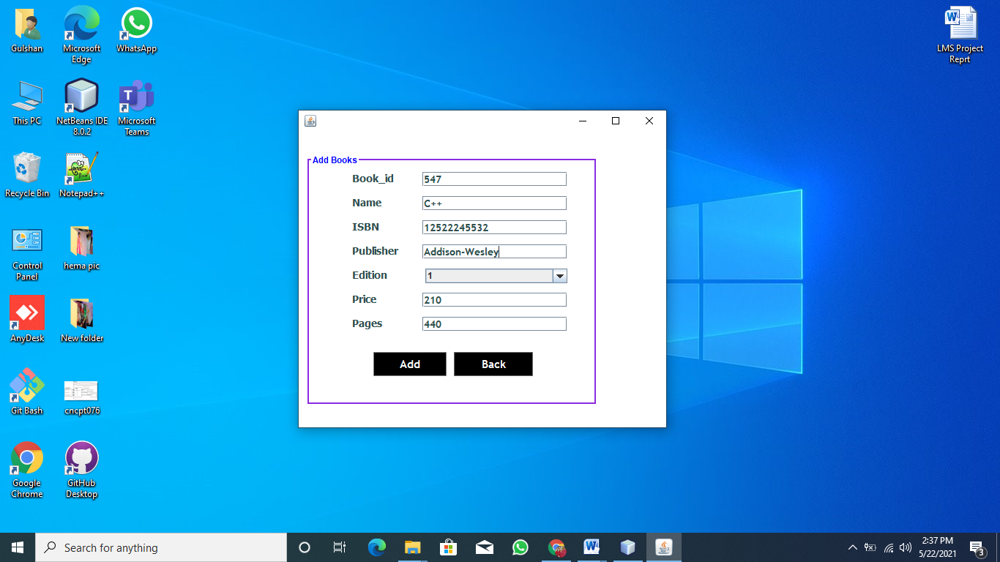 Gulshan
Microsoft
Edge
WhatsApp
LMS Project
Reprt
This PC
NetBeans IDE
8.0.2
Microsoft
Teams
Recycle Bin
Notepad++
Control
Panel
hema pic
AnyDesk
New folder
Git Bash
cncpt076
Google
Chrome
GitHub
Desktop
Add Books
Book_id 547
Name C++
ISBN 12522245532
Publisher Addison-Wesley
Edition 1
Price 210
Pages 440
Add Back
Search for anything
2:37 PM
5/22/2021
3